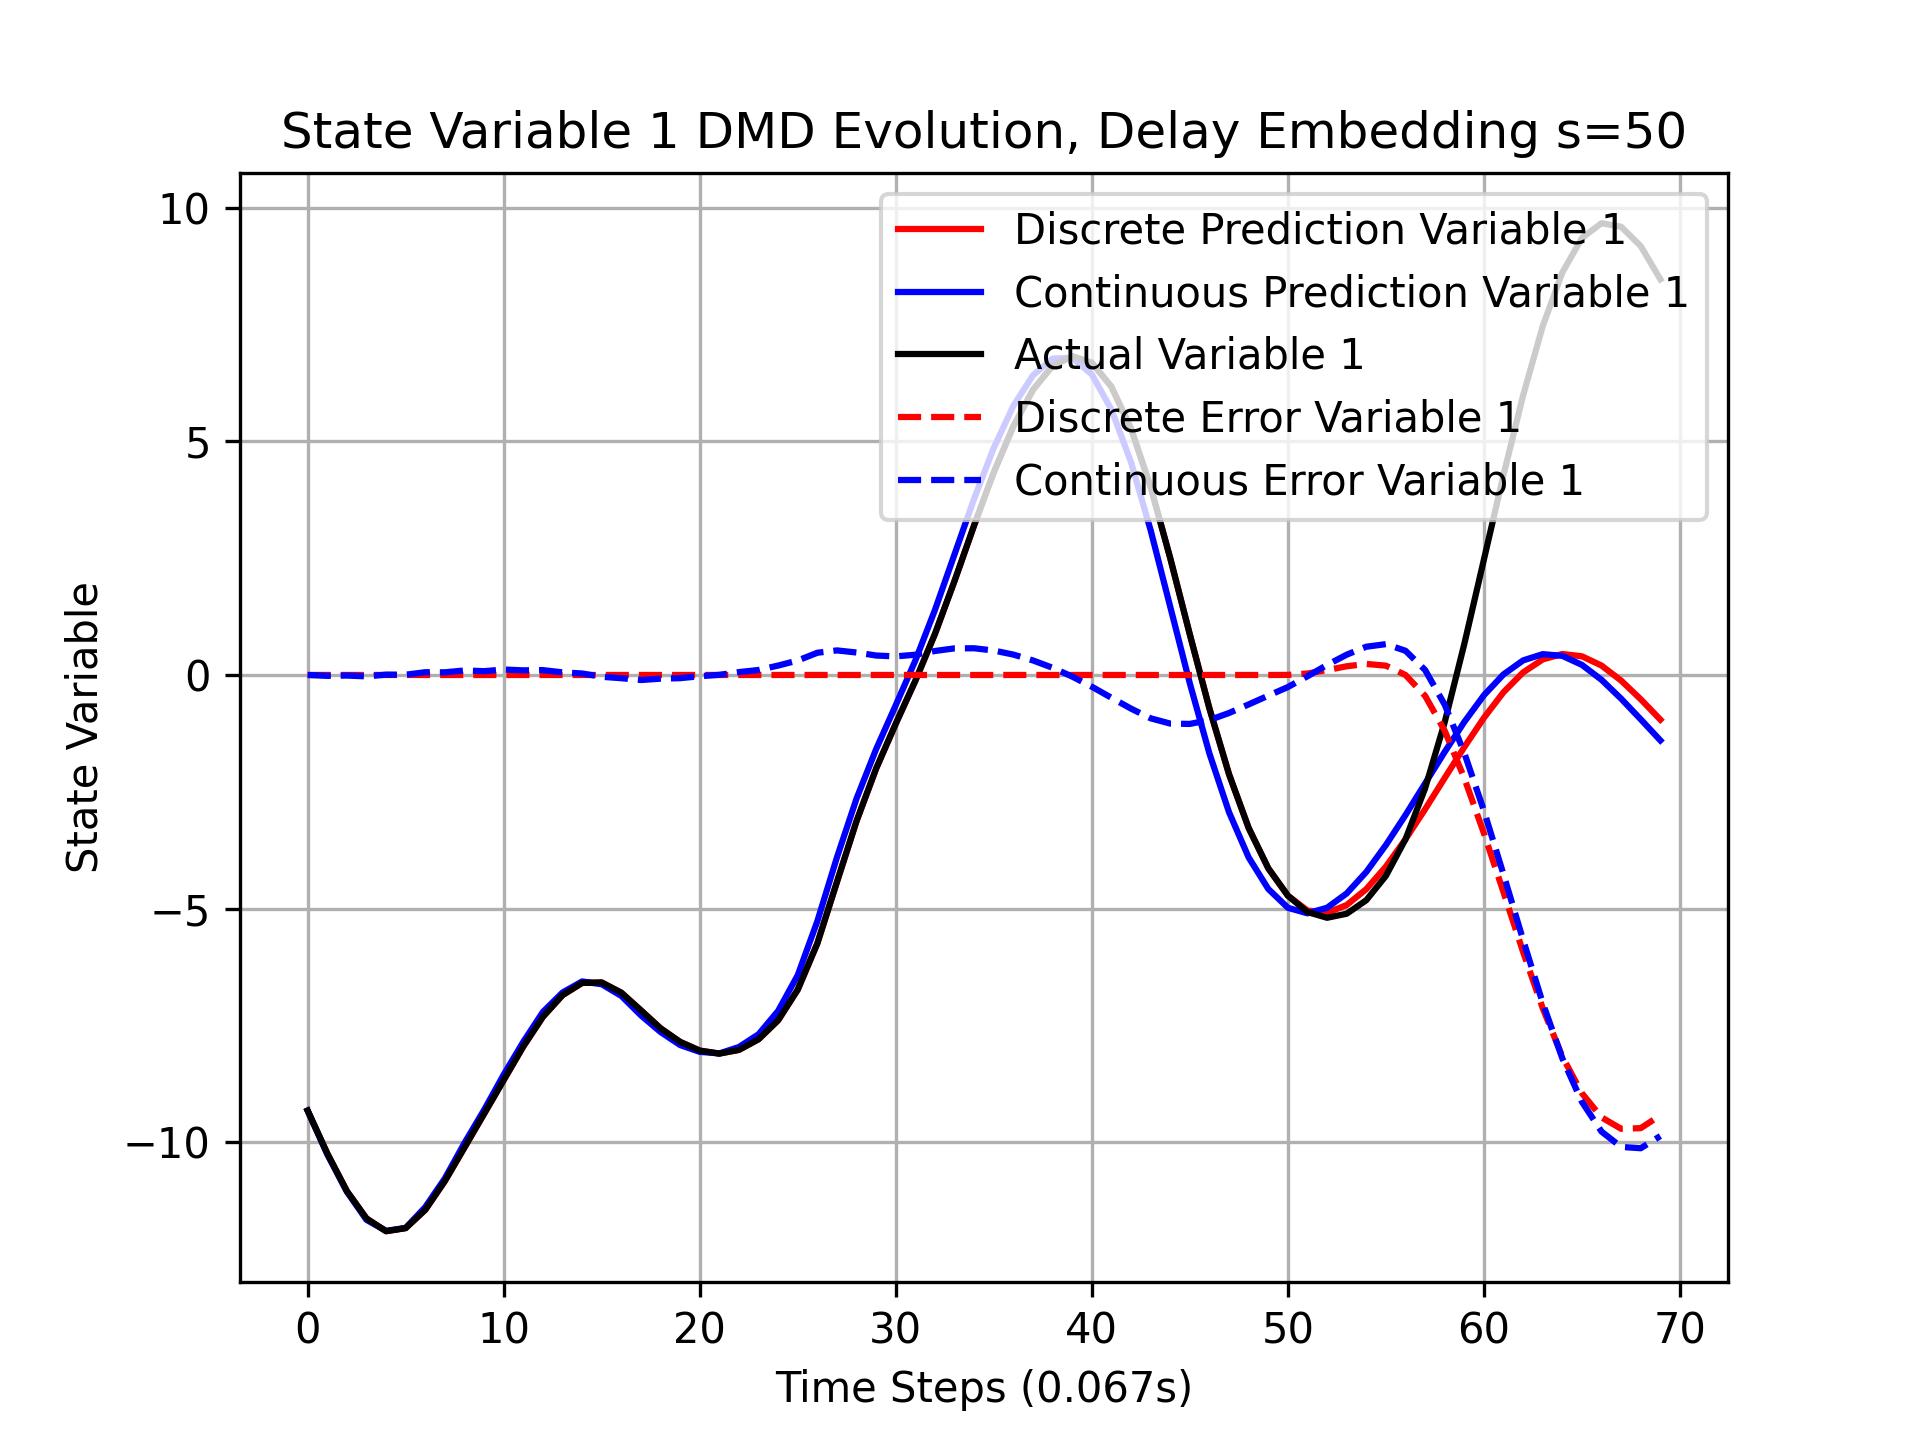 State Variable 1 DMD Evolution, Delay Embedding s=50
Discrete Prediction Variable 1
Continuous Prediction Variable 1
Actual Variable 1
Discrete Error Variable 1
Continuous Error Variable 1
State Variable
10
5
0
−5
−10
0 10 20 30 40 50 60 70
Time Steps (0.067s)